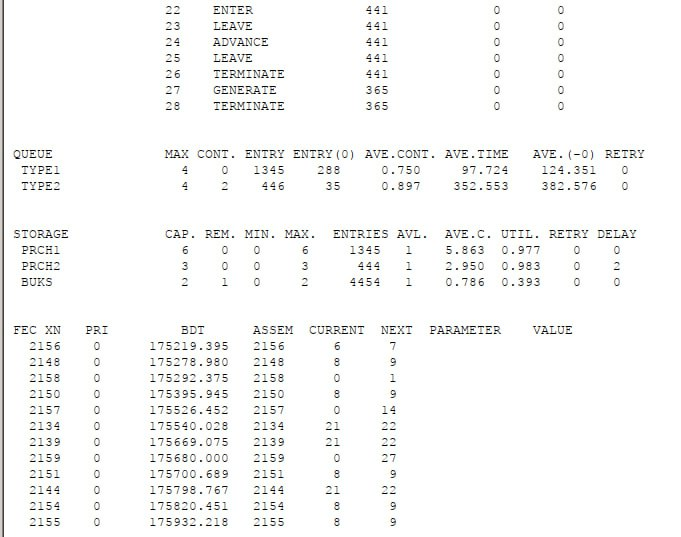 22 ENTER 441 0 0
23 LEAVE 441 0 0
24 ADVANCE 441 0 0
25 LEAVE 441 0 0
26 TERMINATE 441 0 0
27 GENERATE 365 0 0
28 TERMINATE 365 0 0
QUEUE MAX CONT. ENTRY ENTRY(0) AVE.CONT. AVE.TIME AVE.(-0) RETRY
TYPE1 4 0 1345 288 0.750 97.724 124.351 0
TYPE2 4 2 446 35 0.897 352.553 382.576 0
STORAGE CAP. REM. MIN. MAX. ENTRIES AVL. AVE.C. UTIL. RETRY DELAY
PRCH1 6 0 0 6 1345 1 5.863 0.977 0 0
PRCH2 3 0 0 3 444 1 2.950 0.983 0 2
BUKS 2 1 0 2 4454 1 0.786 0.393 0 0
FEC XN PRI BDT ASSEM CURRENT NEXT PARAMETER VALUE
2156 0 175219.395 2156 6 7
2148 0 175278.980 2148 8 9
2158 0 175292.375 2158 0 1
2150 0 175395.945 2150 8 9
2157 0 175526.452 2157 0 14
2134 0 175540.028 2134 21 22
2139 0 175669.075 2139 21 22
2159 0 175680.000 2159 0 27
2151 0 175700.689 2151 8 9
2144 0 175798.767 2144 21 22
2154 0 175820.451 2154 8 9
2155 0 175932.218 2155 8 9